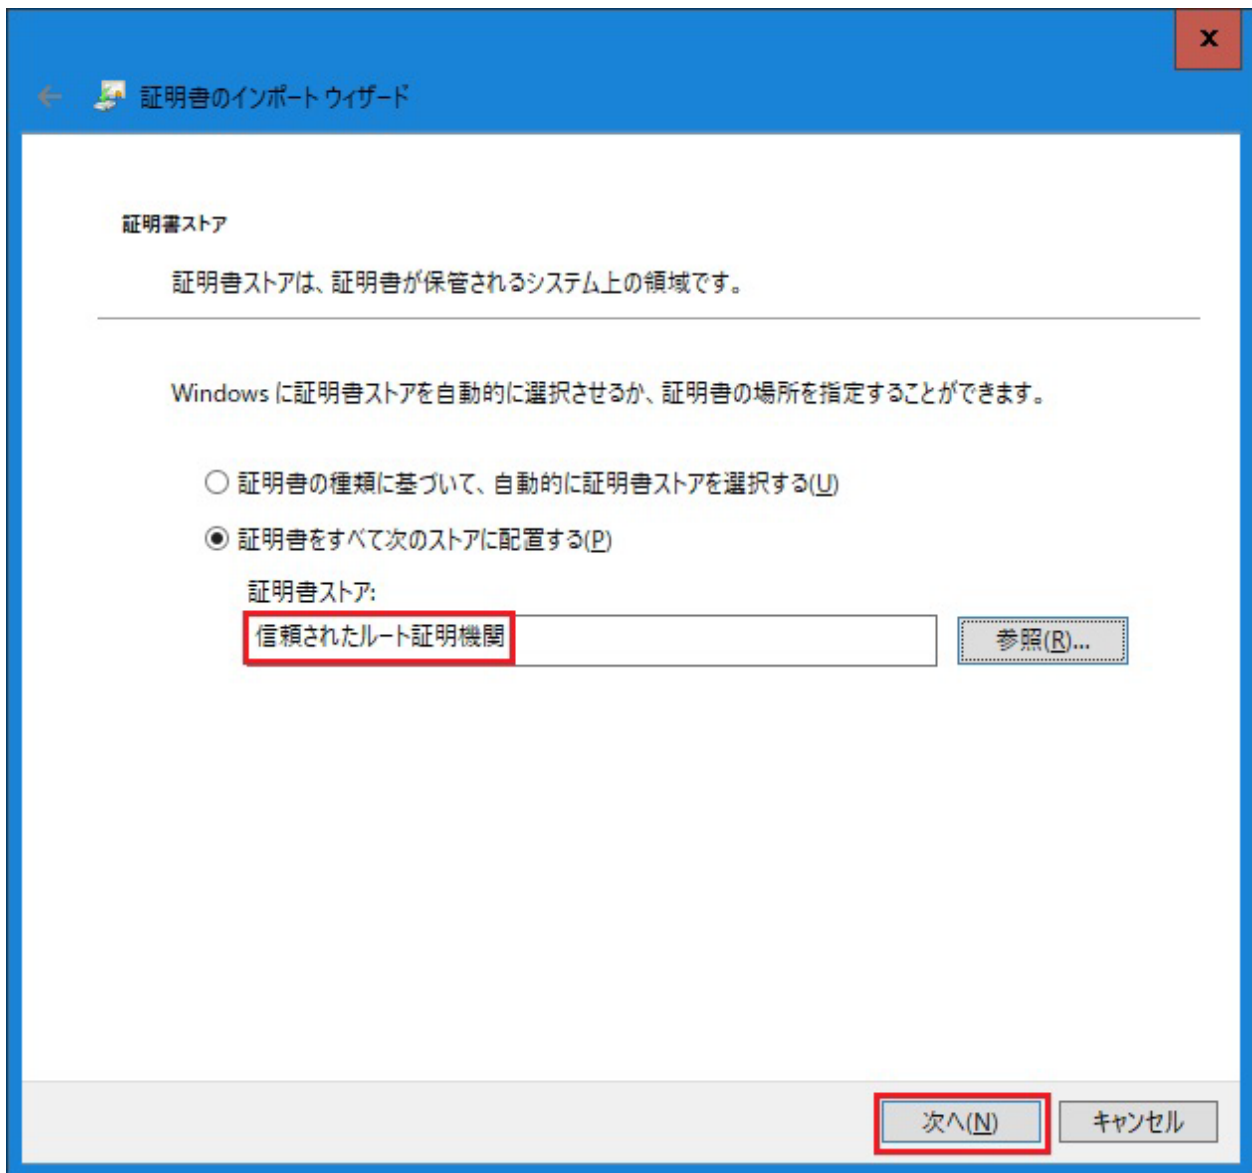 x
証明書のインポート ウィザード
証明書ストア
証明書ストアは、証明書が保管されるシステム上の領域です。
Windows に証明書ストアを自動的に選択させるか、証明書の場所を指定することができます。
証明書の種類に基づいて、自動的に証明書ストアを選択する(U)
証明書をすべて次のストアに配置する(P)
証明書ストア:
信頼されたルート証明機関
参照(R)...
次へ(N)
キャンセル